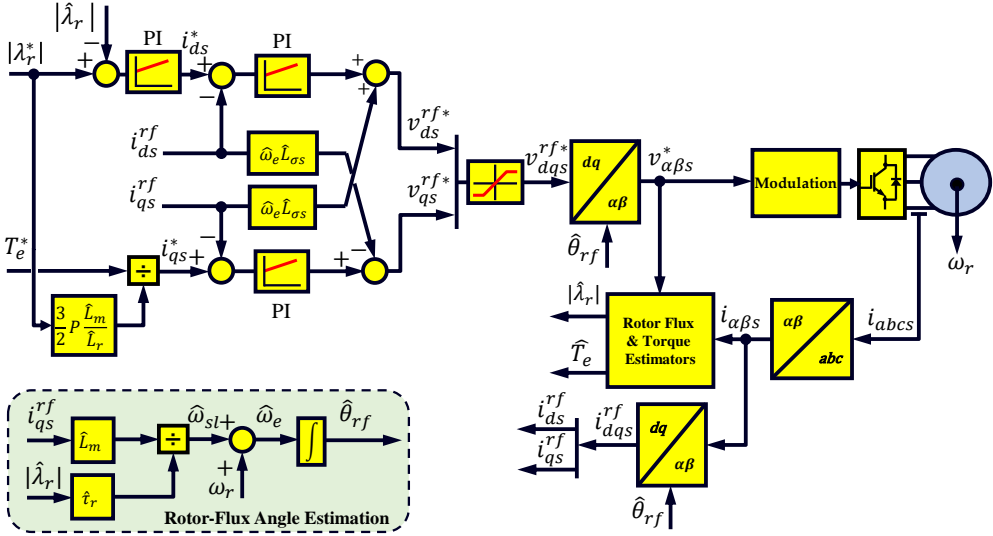 |λ̂_r|
|λ_r^*|
−
+
PI
i_ds^*
+
−
PI
+
+
i_ds^rf
ω̂_e L̂_σs
i_qs^rf
ω̂_e L̂_σs
T_e^*
÷
i_qs^*
−
+
PI
+
−
3/2 P L̂_m/L̂_r
v_ds^rf*
v_qs^rf*
v_dqs^rf*
dq
αβ
θ̂_rf
v_αβs^*
Modulation
ω_r
|λ̂_r|
T̂_e
Rotor Flux
& Torque
Estimators
i_αβs
αβ
abc
i_abcs
i_ds^rf
i_qs^rf
i_dqs^rf
dq
αβ
θ̂_rf
i_qs^rf
L̂_m
÷
ω̂_sl
+
ω̂_e
∫
θ̂_rf
|λ̂_r|
τ̂_r
+
ω_r
Rotor-Flux Angle Estimation